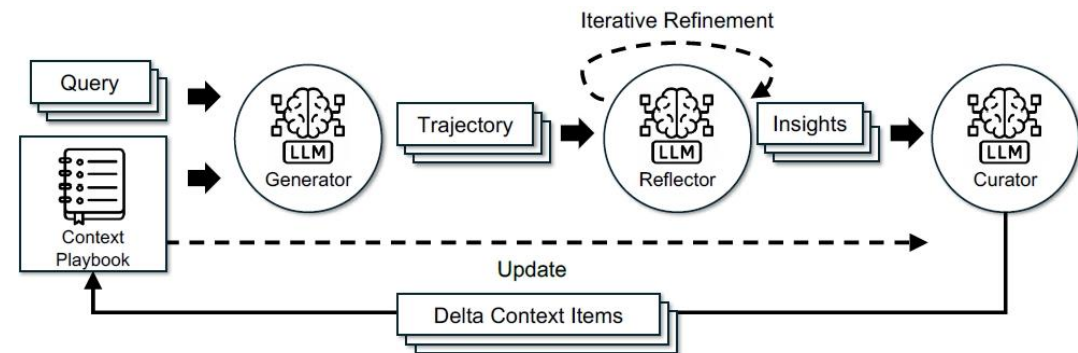 Iterative Refinement
Query
Trajectory
Insights
LLM
Generator
LLM
Reflector
LLM
Curator
Context
Playbook
Update
Delta Context Items